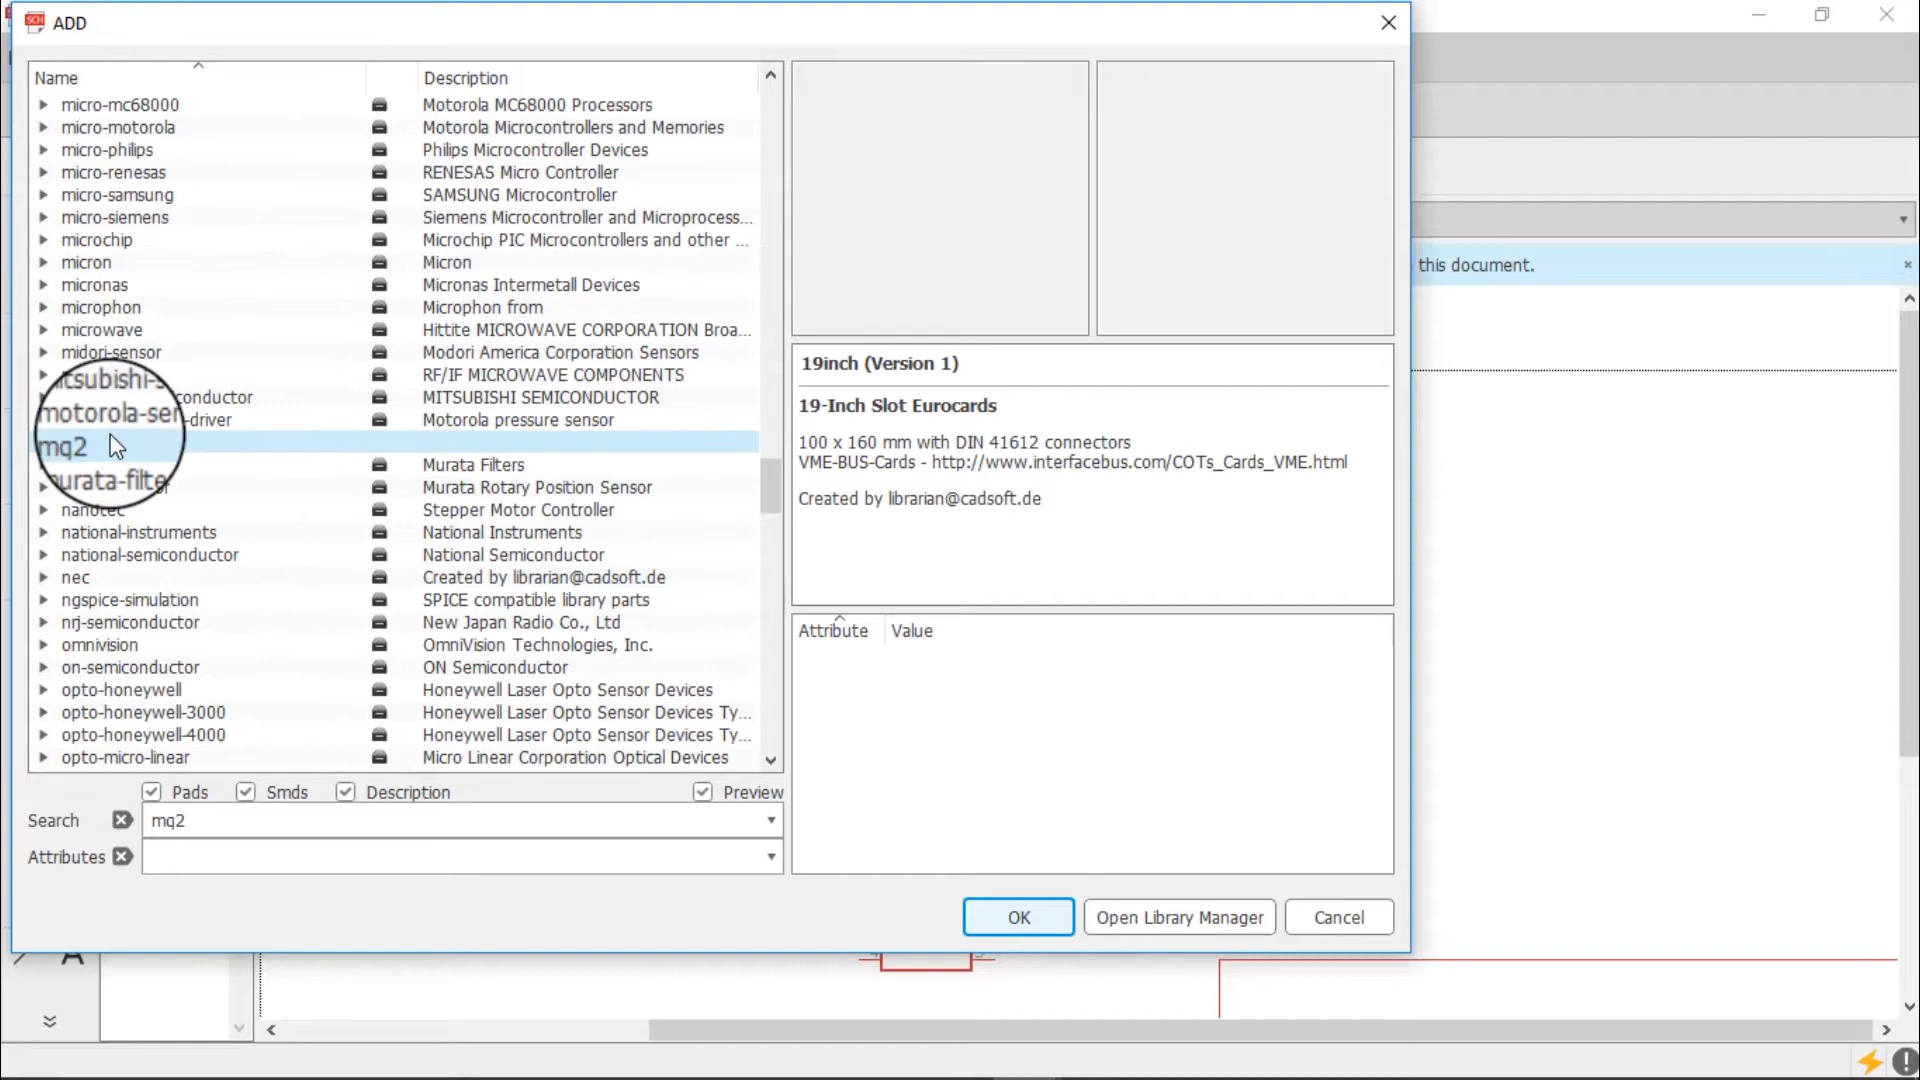 ADD
Name Description
micro-mc68000 Motorola MC68000 Processors
micro-motorola Motorola Microcontrollers and Memories
micro-philips Philips Microcontroller Devices
micro-renesas RENESAS Micro Controller
micro-samsung SAMSUNG Microcontroller
micro-siemens Siemens Microcontroller and Microprocess...
microchip Microchip PIC Microcontrollers and other ...
micron Micron
micronas Micronas Intermetall Devices
microphon Microphon from
microwave Hittite MICROWAVE CORPORATION Broa...
midori-sensor Modori America Corporation Sensors
RF/IF MICROWAVE COMPONENTS
itsubishi-s conductor MITSUBISHI SEMICONDUCTOR
motorola-sen -driver Motorola pressure sensor
mq2
murata-filte Murata Filters
Murata Rotary Position Sensor
nanotec Stepper Motor Controller
national-instruments National Instruments
national-semiconductor National Semiconductor
nec Created by librarian@cadsoft.de
ngspice-simulation SPICE compatible library parts
nrj-semiconductor New Japan Radio Co., Ltd
omnivision OmniVision Technologies, Inc.
on-semiconductor ON Semiconductor
opto-honeywell Honeywell Laser Opto Sensor Devices
opto-honeywell-3000 Honeywell Laser Opto Sensor Devices Ty...
opto-honeywell-4000 Honeywell Laser Opto Sensor Devices Ty...
opto-micro-linear Micro Linear Corporation Optical Devices
Pads Smds Description Preview
Search mq2
Attributes
19inch (Version 1)
19-Inch Slot Eurocards
100 x 160 mm with DIN 41612 connectors
VME-BUS-Cards - http://www.interfacebus.com/COTs_Cards_VME.html
Created by librarian@cadsoft.de
Attribute Value
OK Open Library Manager Cancel
this document.